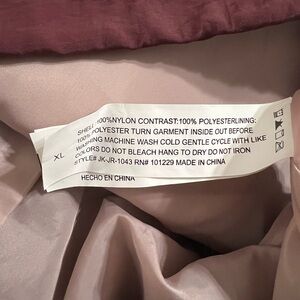 SHELL: 100%NYLON CONTRAST:100% POLYESTERLINING:
100%POLYESTER TURN GARMENT INSIDE OUT BEFORE
WASHING MACHINE WASH COLD GENTLE CYCLE WITH LIKE
COLORS DO NOT BLEACH HANG TO DRY DO NOT IRON
STYLE# JK-JR-1043 RN# 101229 MADE IN CHINA
XL
HECHO EN CHINA